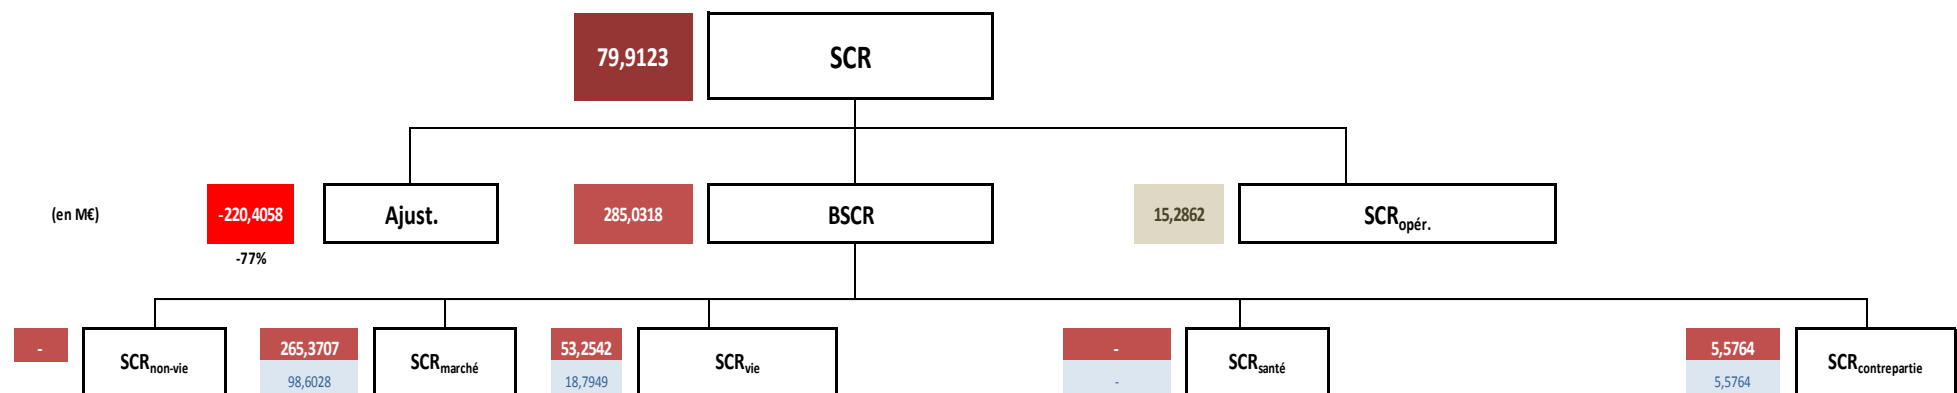 79,9123 SCR
(en M€) -220,4058 Ajust. 285,0318 BSCR 15,2862 SCRopér.
-77%
- SCRnon-vie 265,3707 SCRmarché 53,2542 SCRvie - SCRsanté 5,5764 SCRcontrepartie
98,6028 18,7949 - 5,5764